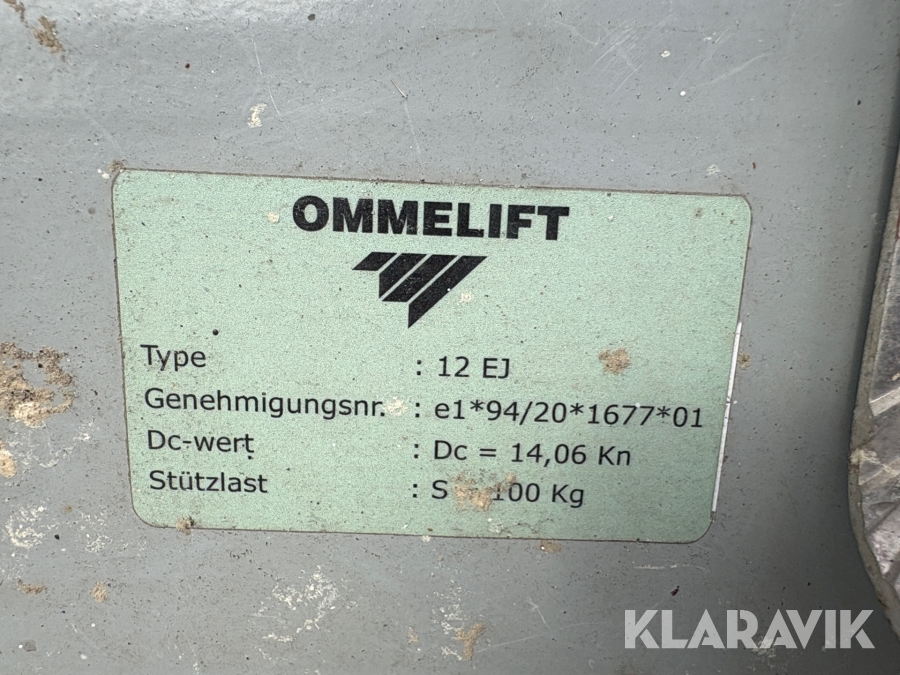 OMMELIFT
Type : 12 EJ
Genehmigungsnr. : e1*94/20*1677*01
Dc-wert : Dc = 14,06 Kn
Stützlast : S = 100 Kg
KLARAVIK